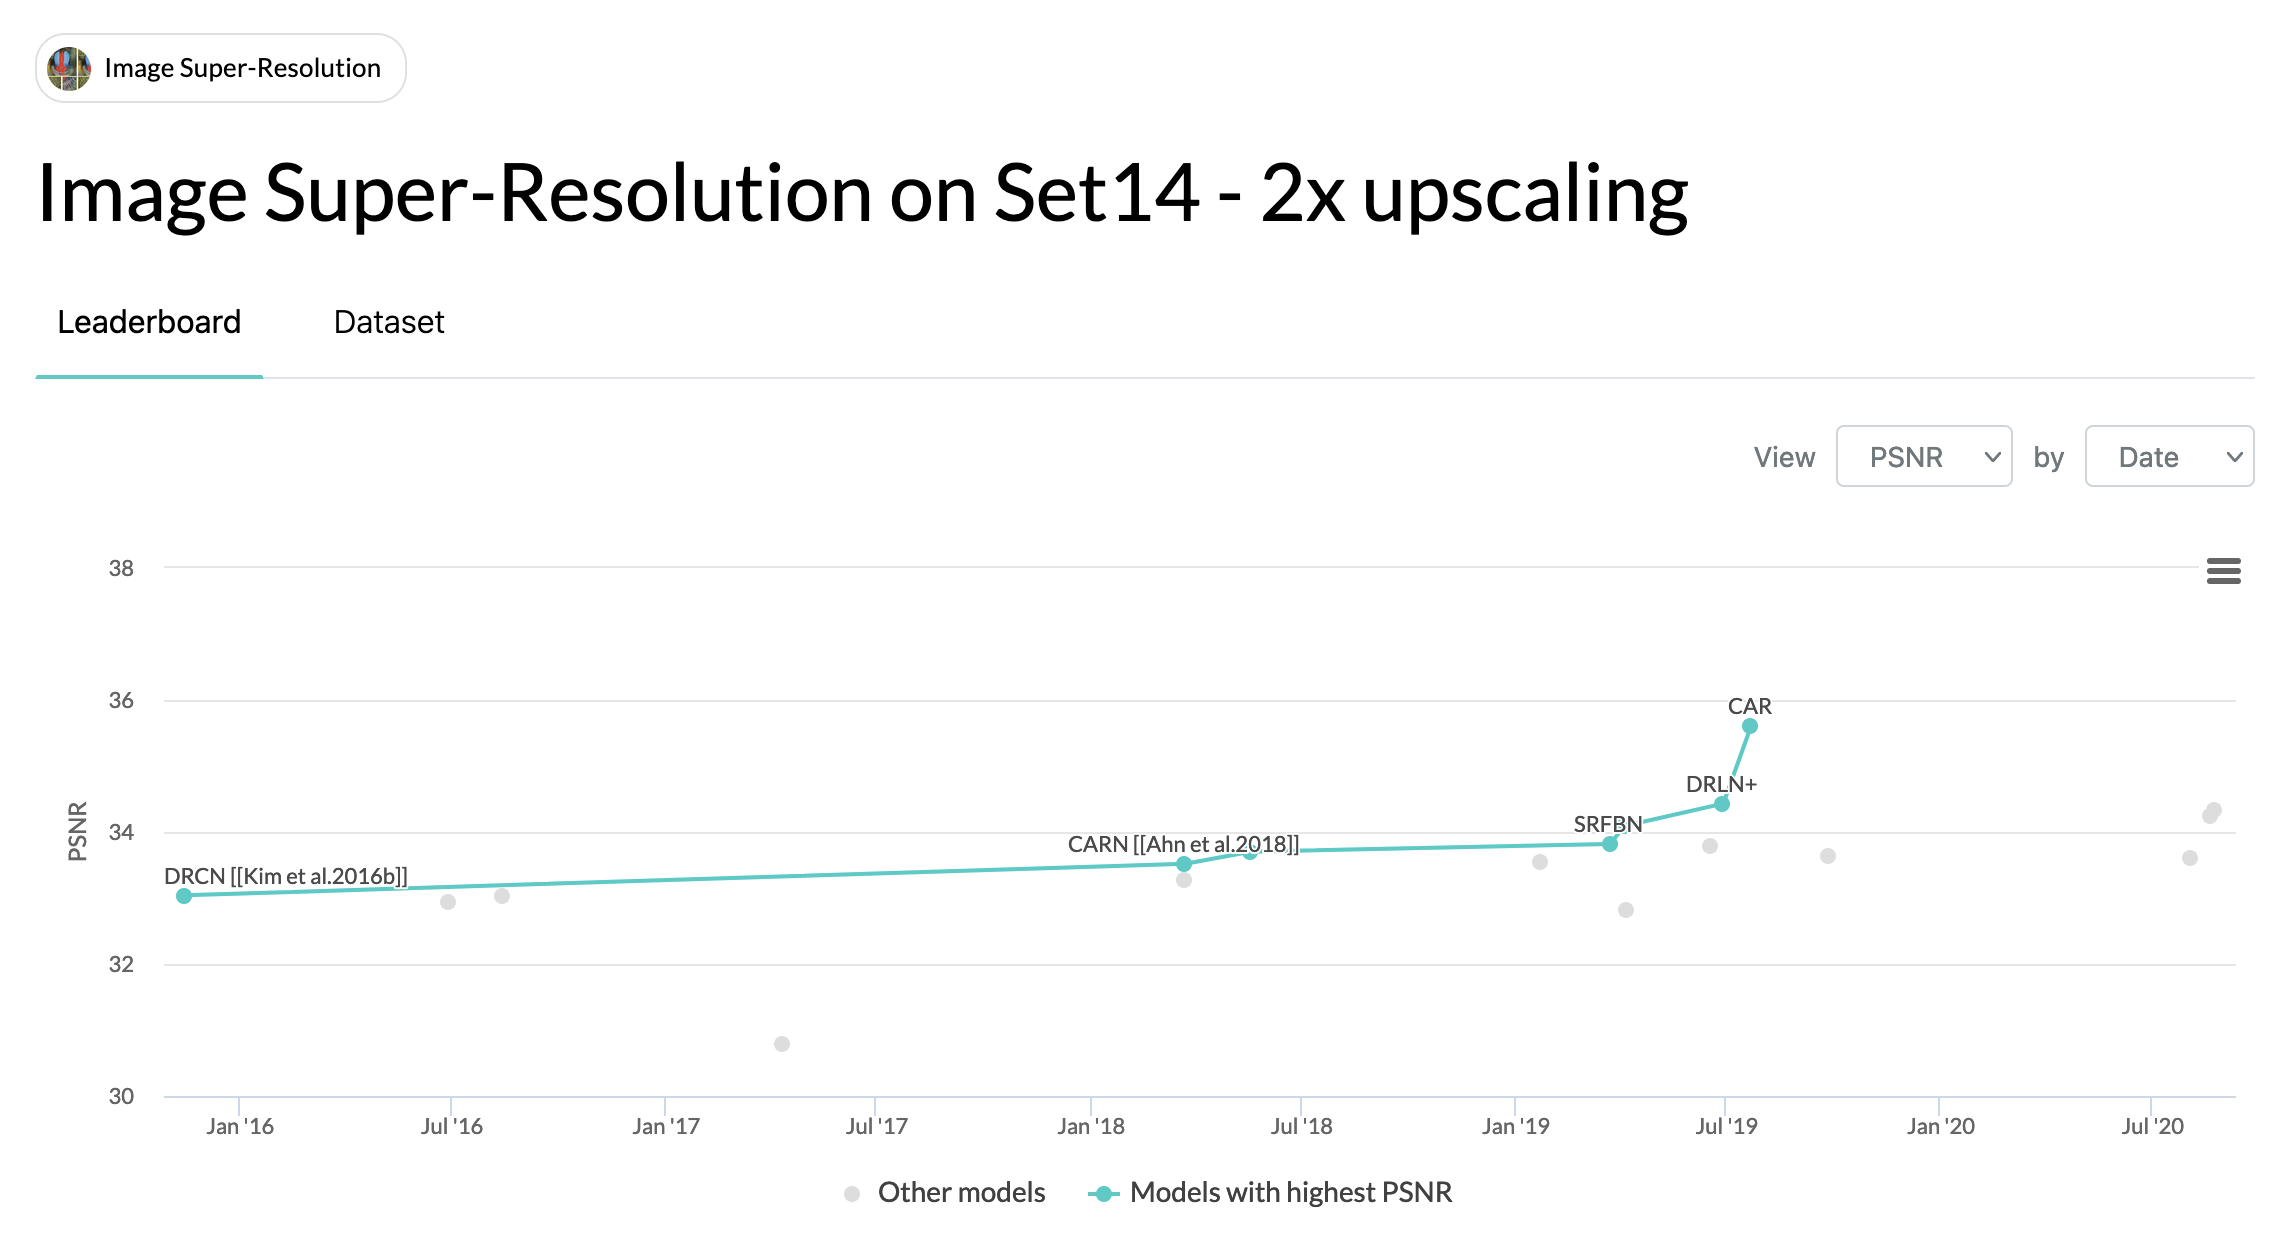 Image Super-Resolution
Image Super-Resolution on Set14 - 2x upscaling
Leaderboard Dataset
View PSNR by Date
38
36
34
32
30
PSNR
CAR
DRLN+
SRFBN
CARN [[Ahn et al.2018]]
DRCN [[Kim et al.2016b]]
Jan '16 Jul '16 Jan '17 Jul '17 Jan '18 Jul '18 Jan '19 Jul '19 Jan '20 Jul '20
Other models Models with highest PSNR